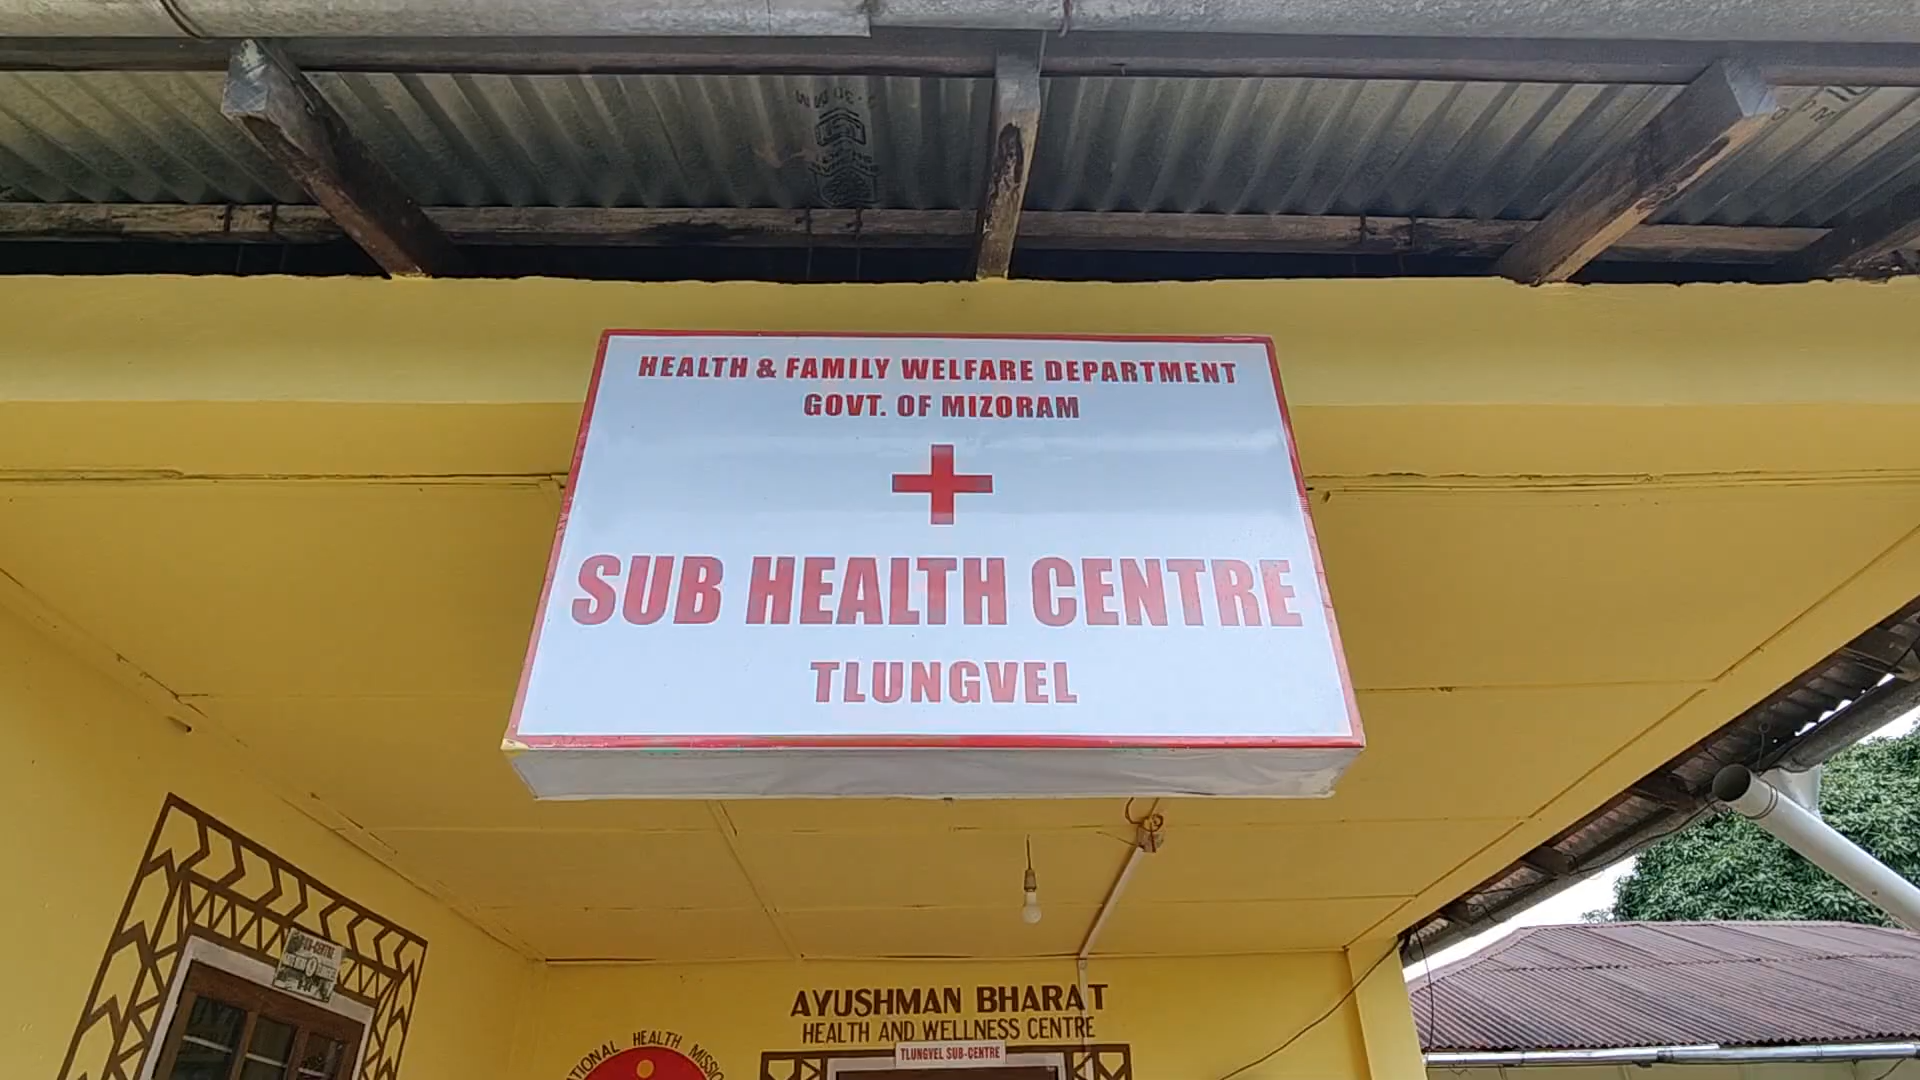 HEALTH & FAMILY WELFARE DEPARTMENT
GOVT. OF MIZORAM
SUB HEALTH CENTRE
TLUNGVEL
AYUSHMAN BHARAT
HEALTH AND WELLNESS CENTRE
TLUNGVEL SUB-CENTRE
HEALTH